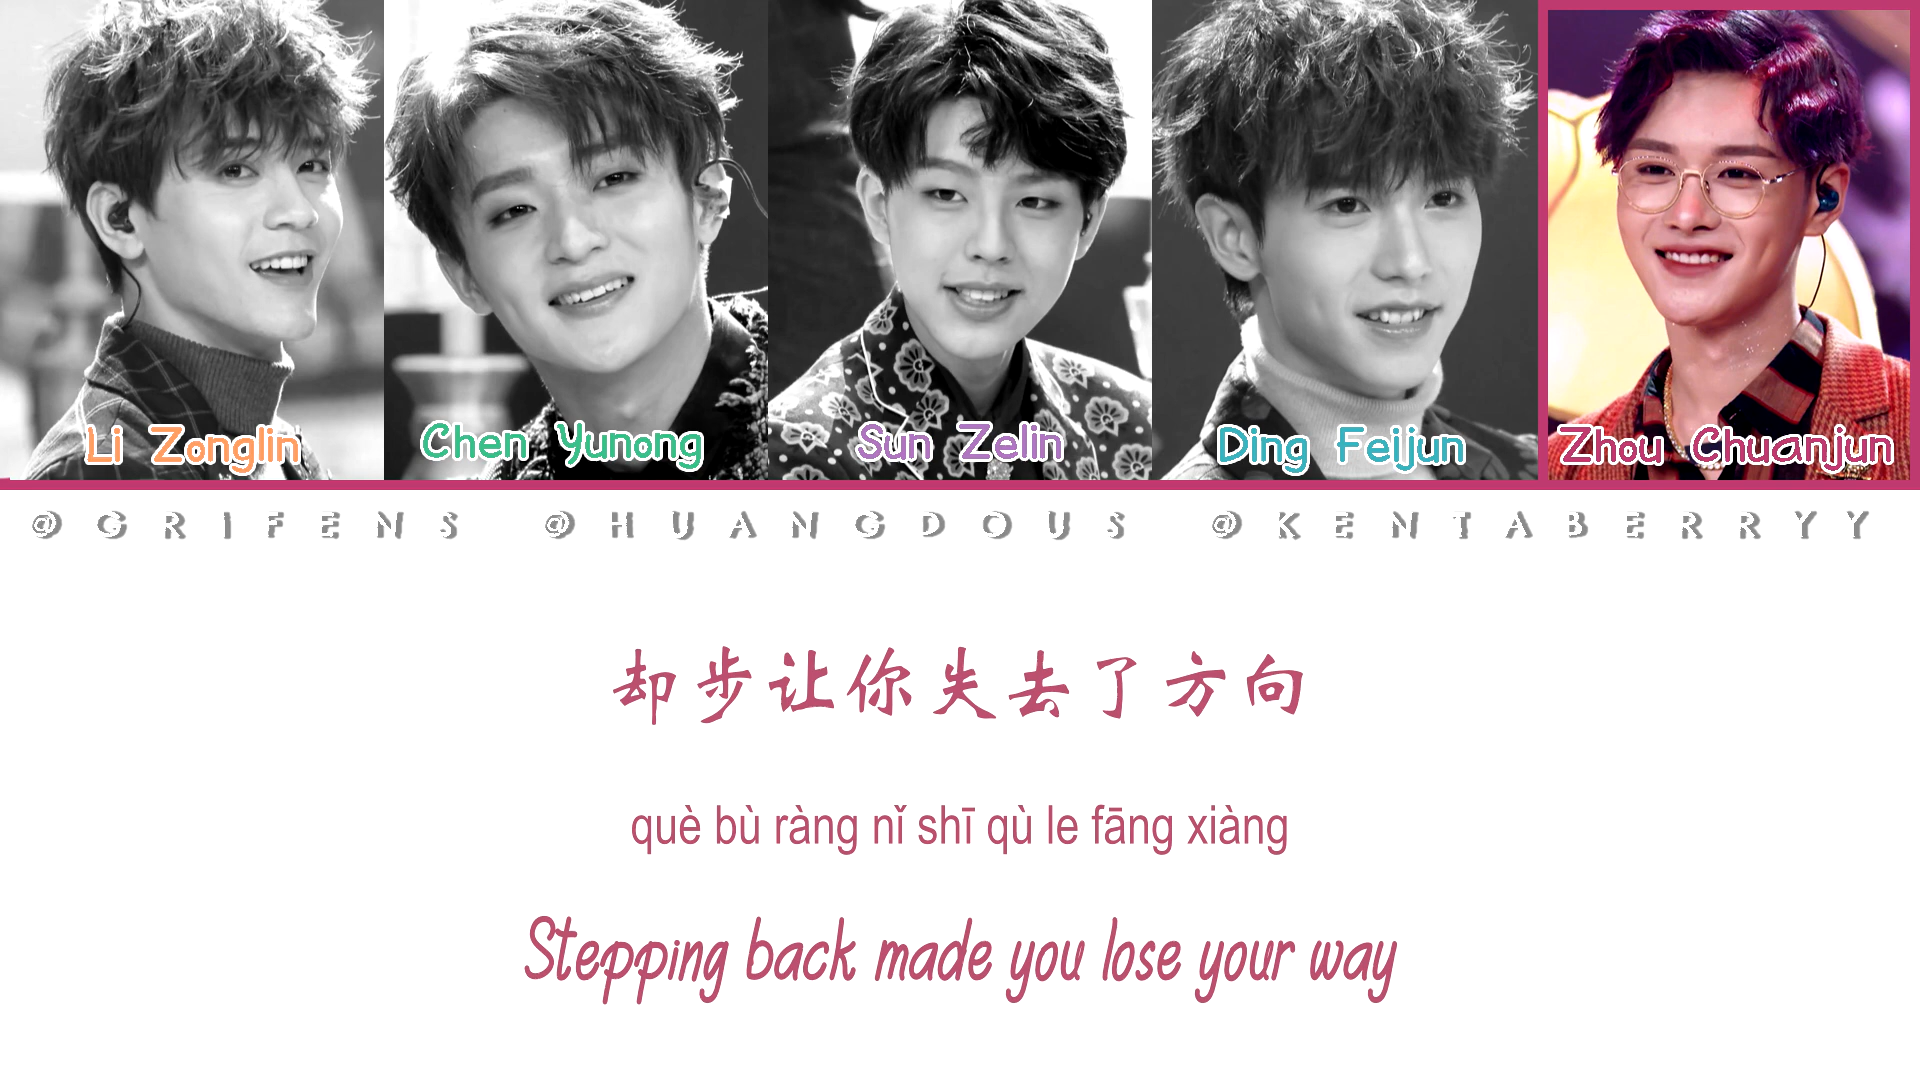 Li Zonglin Chen Yunong Sun Zelin Ding Feijun Zhou Chuanjun
@GRIFENS @HUANGDOUS @KENTABERRYY
却步让你失去了方向
què bù ràng nǐ shī qù le fāng xiàng
Stepping back made you lose your way